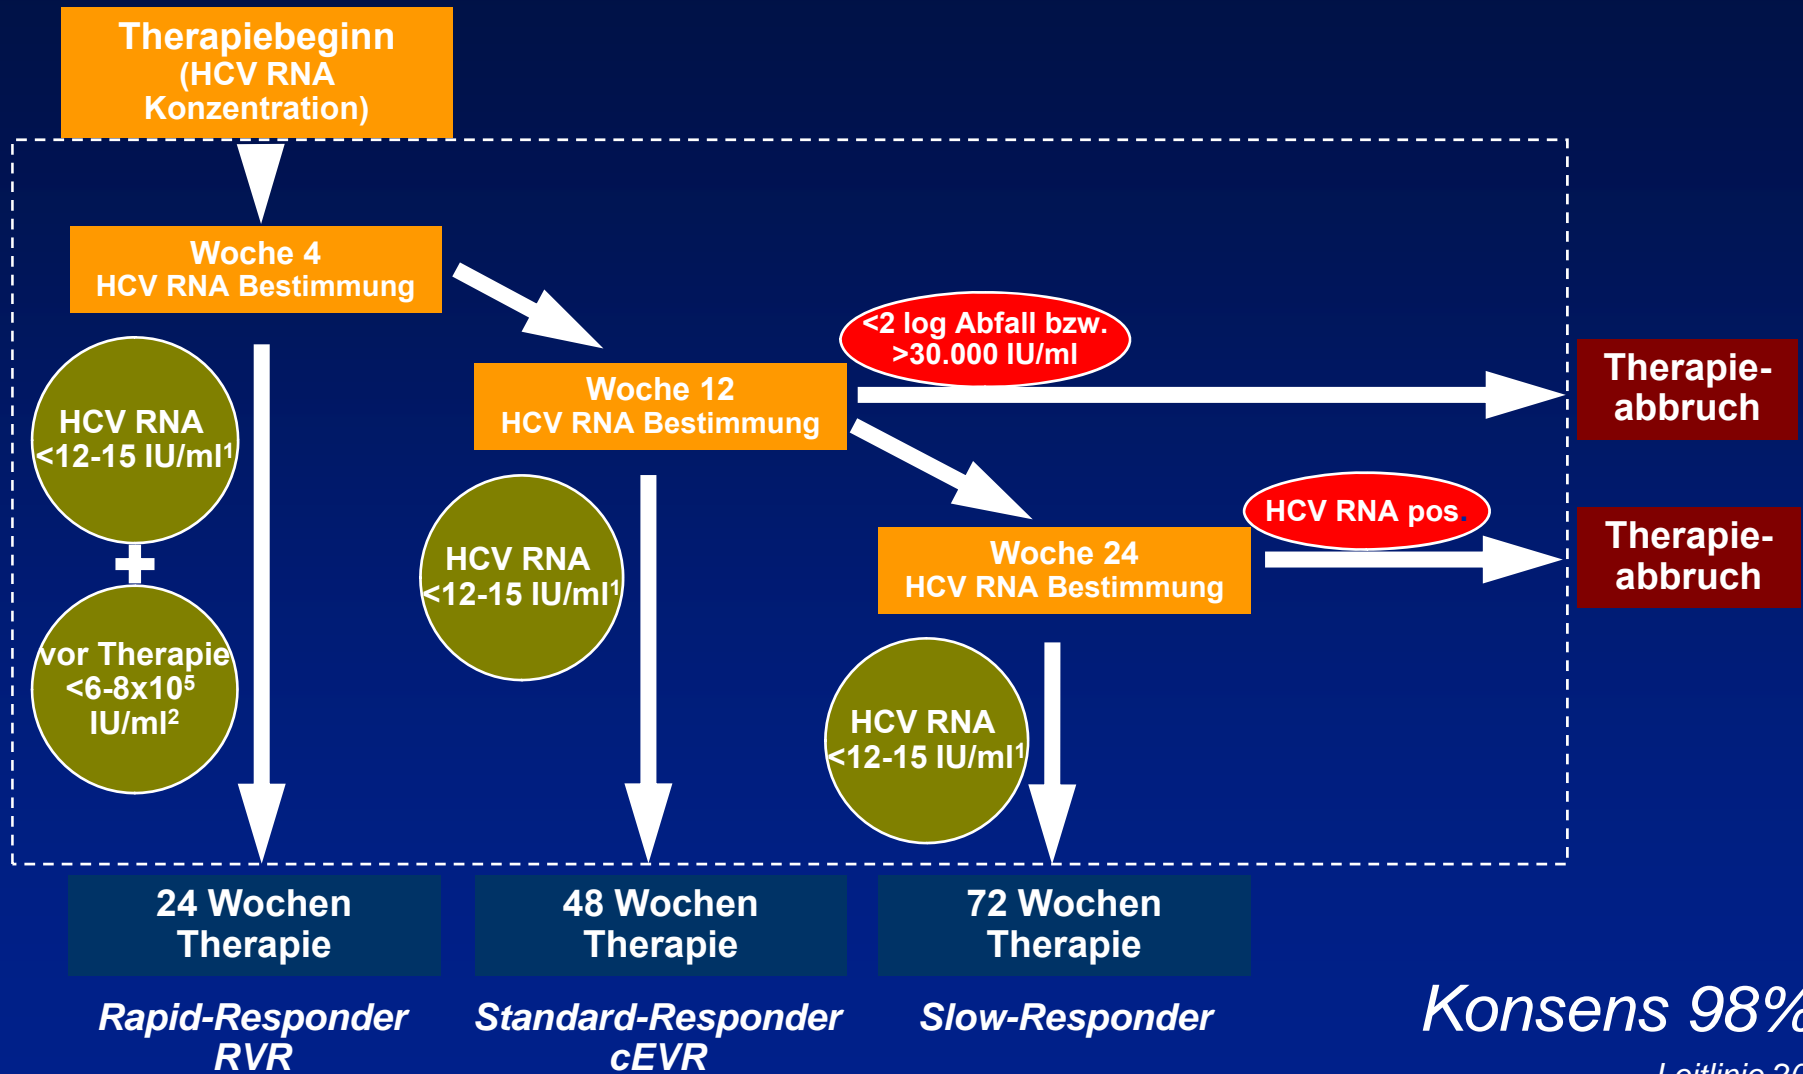 Therapiebeginn
(HCV RNA
Konzentration)
Woche 4
HCV RNA Bestimmung
<2 log Abfall bzw.
>30.000 IU/ml
Woche 12
HCV RNA Bestimmung
Therapie-
abbruch
HCV RNA
<12-15 IU/ml¹
HCV RNA pos.
Woche 24
HCV RNA Bestimmung
Therapie-
abbruch
HCV RNA
<12-15 IU/ml¹
vor Therapie
<6-8x10⁵
IU/ml²
HCV RNA
<12-15 IU/ml¹
24 Wochen
Therapie
48 Wochen
Therapie
72 Wochen
Therapie
Rapid-Responder
RVR
Standard-Responder
cEVR
Slow-Responder
Konsens 98%
Leitlinie